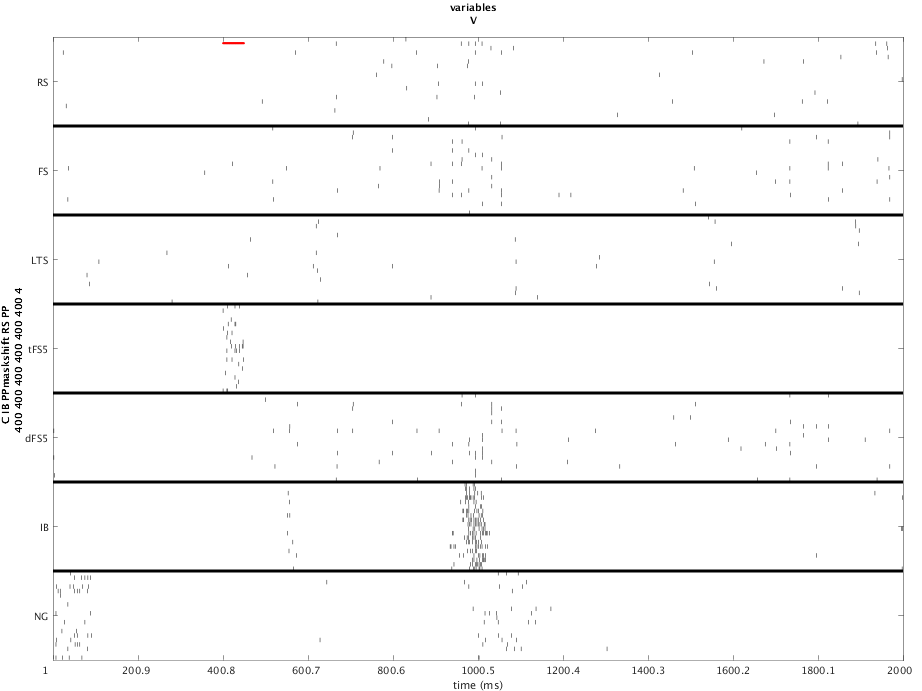 variables
V
RS
FS
LTS
tFS5
dFS5
IB
NG
C IB PPmaskshift RS PP
400 400 400 400 400 400 4
1 200.9 400.8 600.7 800.6 1000.5 1200.4 1400.3 1600.2 1800.1 2000
time (ms)